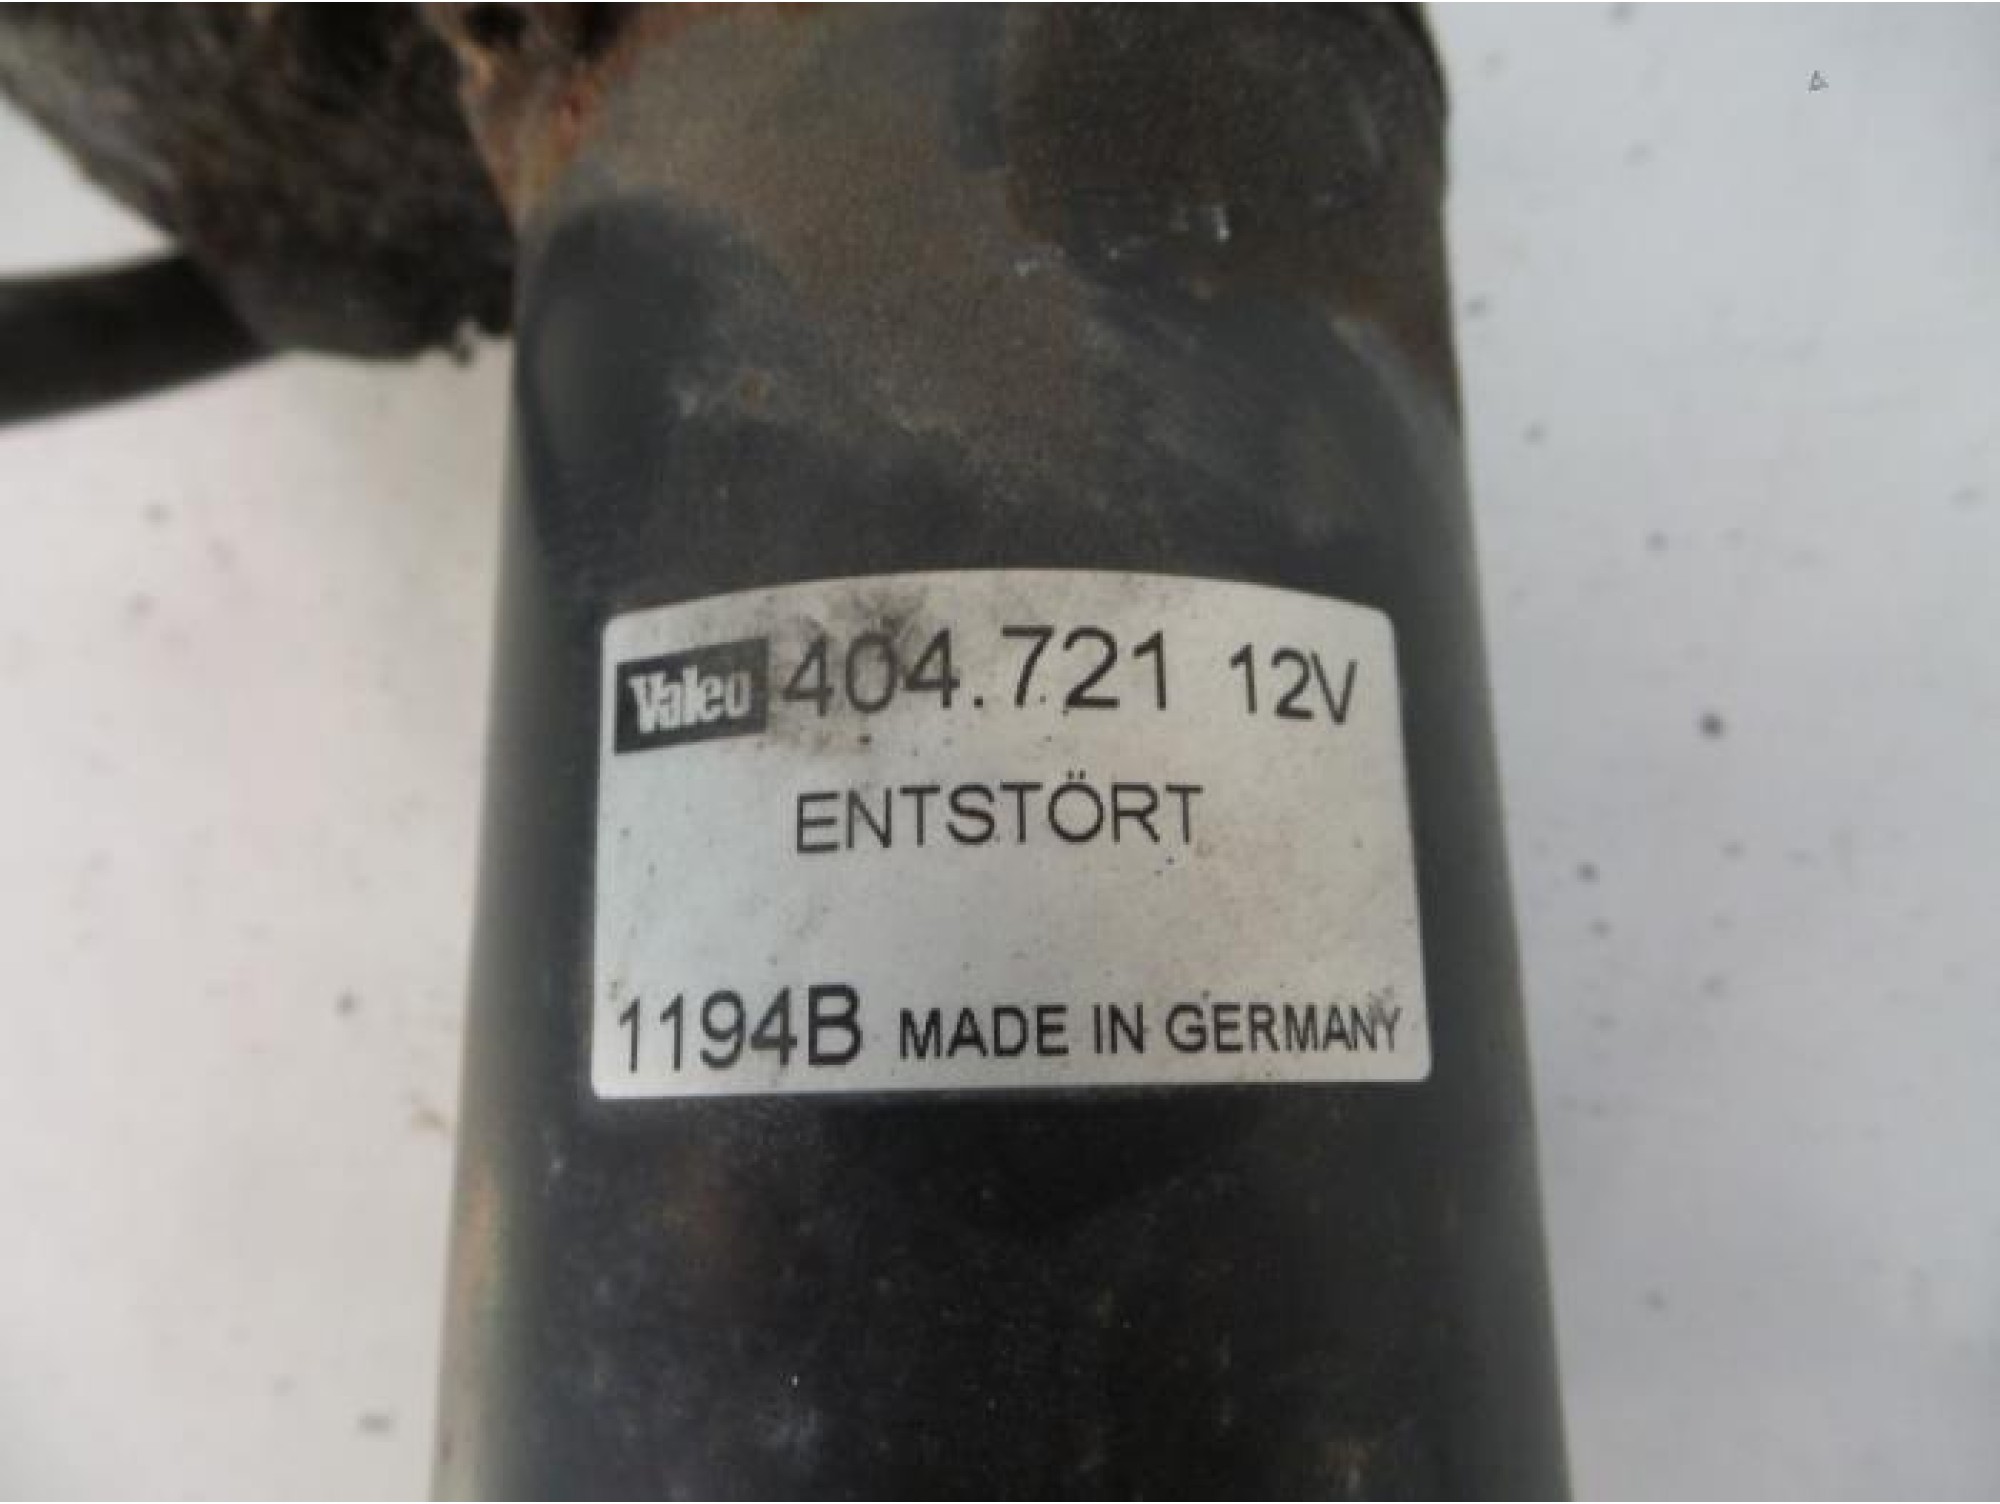 Valeo 404.721 12V
ENTSTÖRT
1194B MADE IN GERMANY